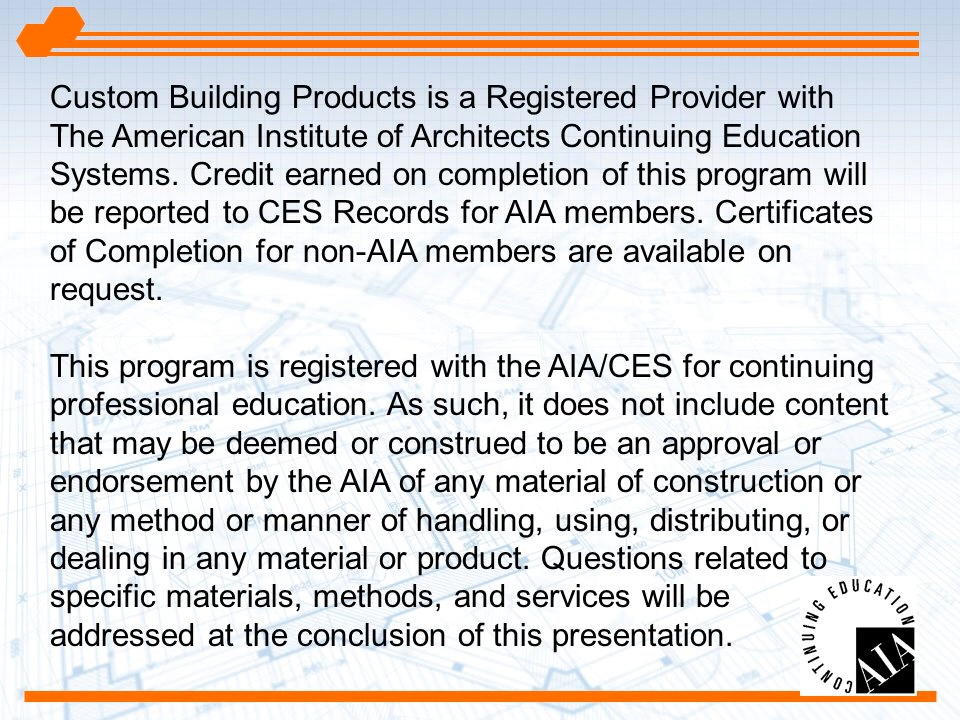 Custom Building Products is a Registered Provider with
The American Institute of Architects Continuing Education
Systems. Credit earned on completion of this program will
be reported to CES Records for AIA members. Certificates
of Completion for non-AIA members are available on
request.
This program is registered with the AIA/CES for continuing
professional education. As such, it does not include content
that may be deemed or construed to be an approval or
endorsement by the AIA of any material of construction or
any method or manner of handling, using, distributing, or
dealing in any material or product. Questions related to
specific materials, methods, and services will be
addressed at the conclusion of this presentation.
CONTINUING EDUCATION
AIA